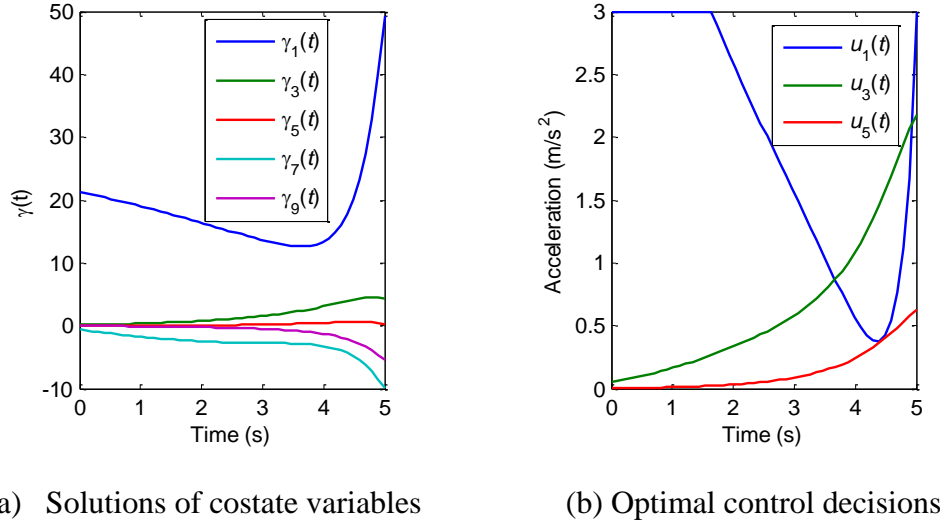 50
40
30
20
10
0
-10
0 1 2 3 4 5
Time (s)
γ(t)
γ1(t)
γ3(t)
γ5(t)
γ7(t)
γ9(t)
3
2.5
2
1.5
1
0.5
0
0 1 2 3 4 5
Time (s)
Acceleration (m/s²)
u1(t)
u3(t)
u5(t)
a) Solutions of costate variables
(b) Optimal control decisions